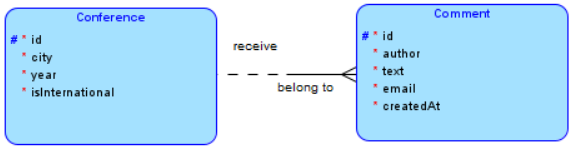 Conference
# * id
* city
* year
* isInternational
receive
belong to
Comment
# * id
* author
* text
* email
* createdAt